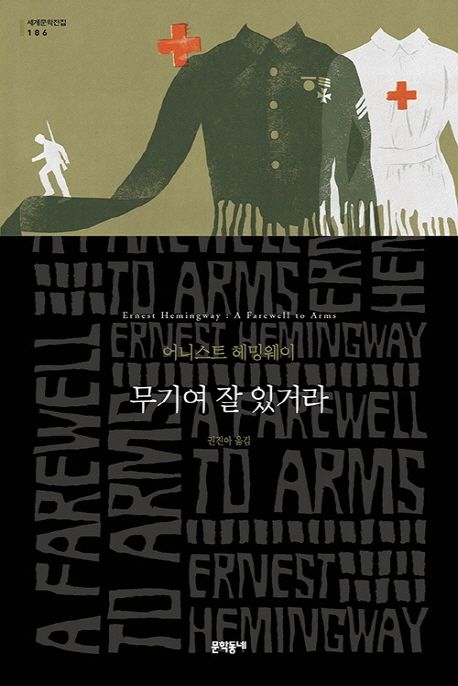 세계문학전집
186
A FAREWELL
TO ARMS
ERNEST HEMINGWAY
Ernest Hemingway : A Farewell to Arms
어니스트 헤밍웨이
무기여 잘 있거라
권진아 옮김
A FAREWELL
TO ARMS
A FAREWELL
TO ARMS
ERNEST
HEMINGWAY
문학동네